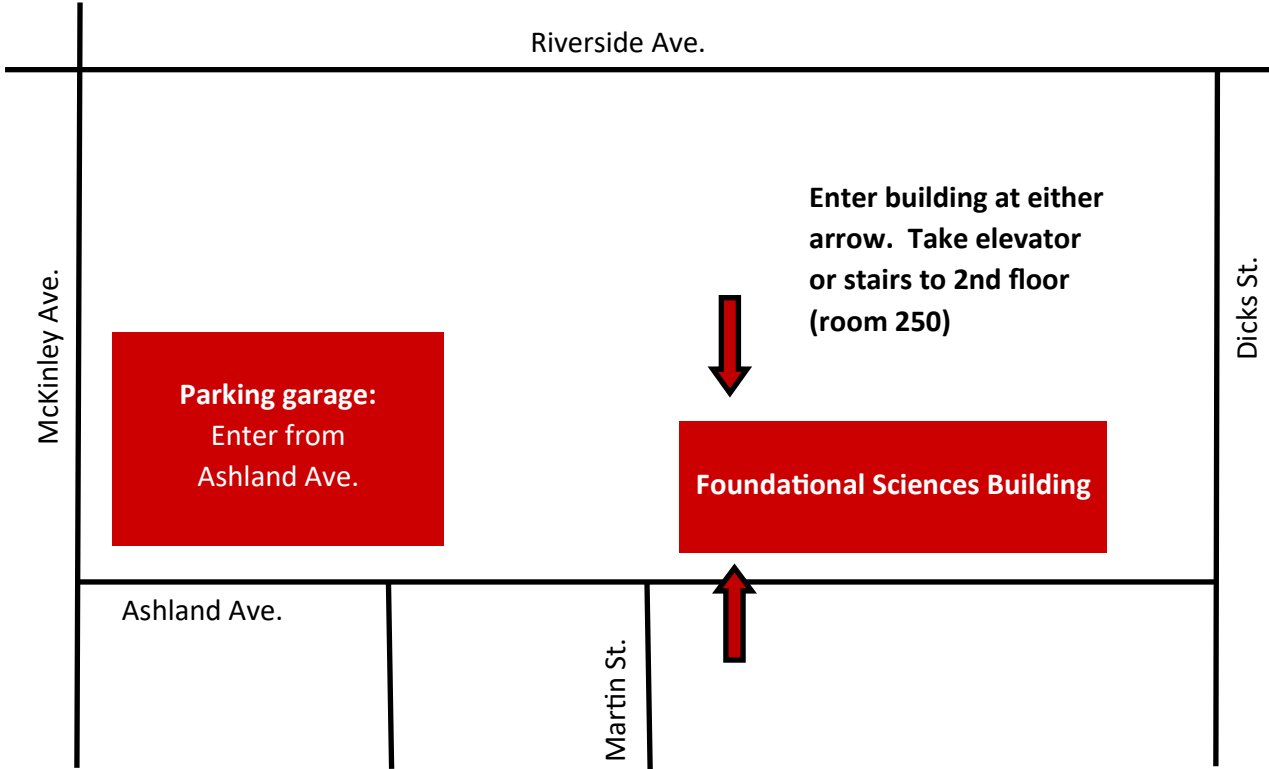 Riverside Ave.
Enter building at either
arrow.  Take elevator
or stairs to 2nd floor
(room 250)
McKinley Ave.
Dicks St.
Parking garage:
Enter from
Ashland Ave.
Foundational Sciences Building
Ashland Ave.
Martin St.